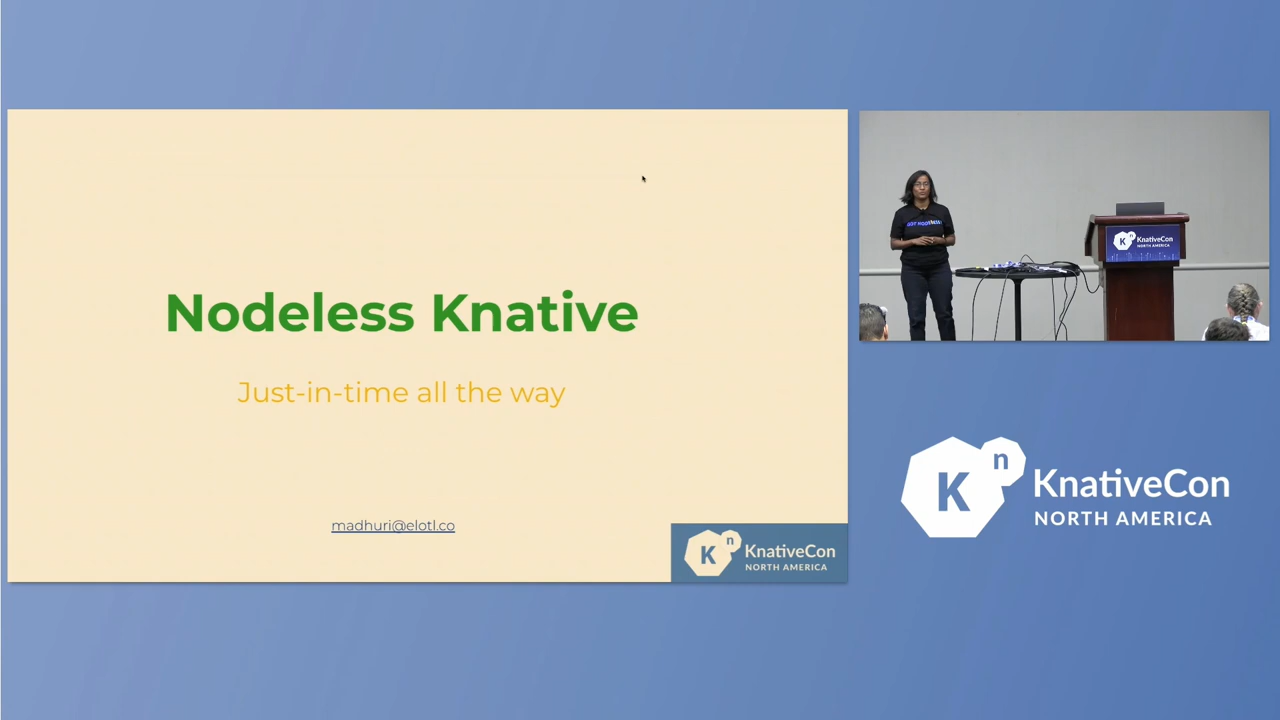 Nodeless Knative
Just-in-time all the way
madhuri@elotl.co
K n KnativeCon
NORTH AMERICA
K n KnativeCon
NORTH AMERICA
K n KnativeCon
NORTH AMERICA